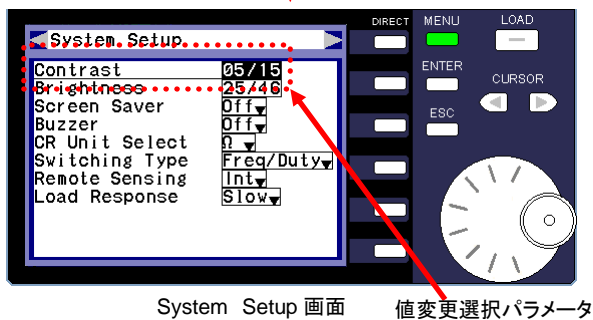 DIRECT MENU LOAD
System Setup
Contrast 05/15
Brightness 25/46
Screen Saver Off
Buzzer Off
CR Unit Select Ω
Switching Type Freq/Duty
Remote Sensing Int
Load Response Slow
ENTER
CURSOR
ESC
System Setup 画面
値変更選択パラメータ